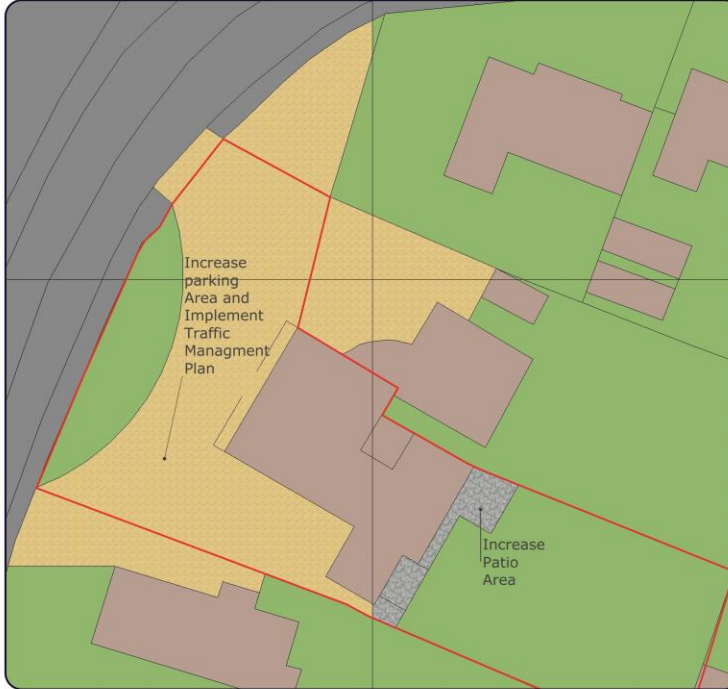 Increase
parking
Area and
Implement
Traffic
Managment
Plan
Increase
Patio
Area